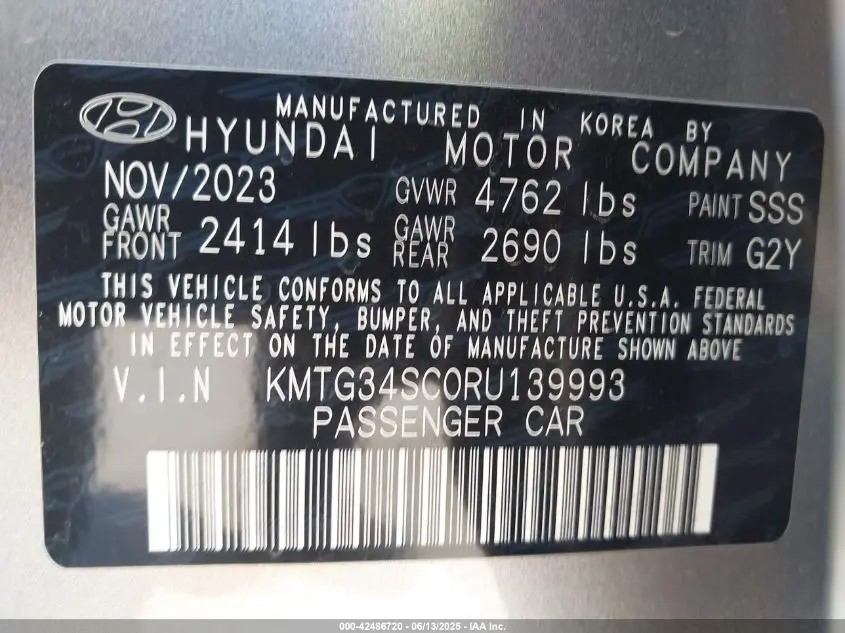 MANUFACTURED IN KOREA BY
HYUNDAI MOTOR COMPANY
NOV/2023 GVWR 4762 lbs PAINT SSS
GAWR FRONT 2414 lbs GAWR REAR 2690 lbs TRIM G2Y
THIS VEHICLE CONFORMS TO ALL APPLICABLE U.S.A. FEDERAL
MOTOR VEHICLE SAFETY, BUMPER, AND THEFT PREVENTION STANDARDS
IN EFFECT ON THE DATE OF MANUFACTURE SHOWN ABOVE
V.I.N KMTG34SC0RU139993
PASSENGER CAR
000-42486720 - 06/13/2025 - IAA Inc.